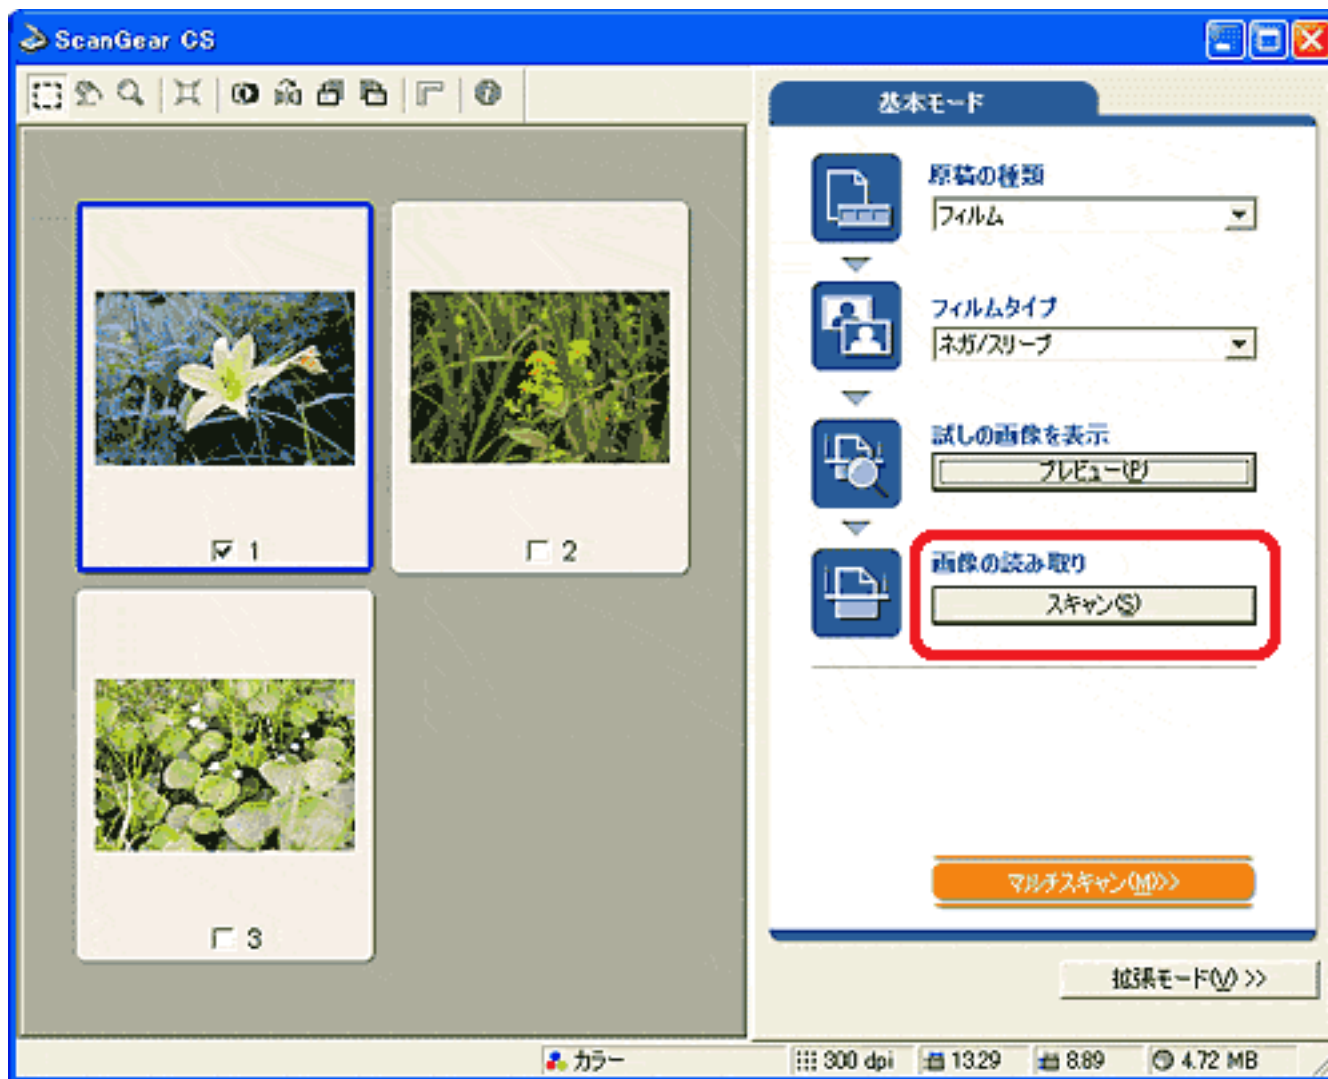 ScanGear CS
基本モード
原稿の種類
フィルム
フィルムタイプ
ネガ/スリーブ
試しの画像を表示
プレビュー(P)
画像の読み取り
スキャン(S)
マルチスキャン(M)>>
拡張モード(V) >>
1
2
3
カラー
300 dpi
13.29
8.89
4.72 MB